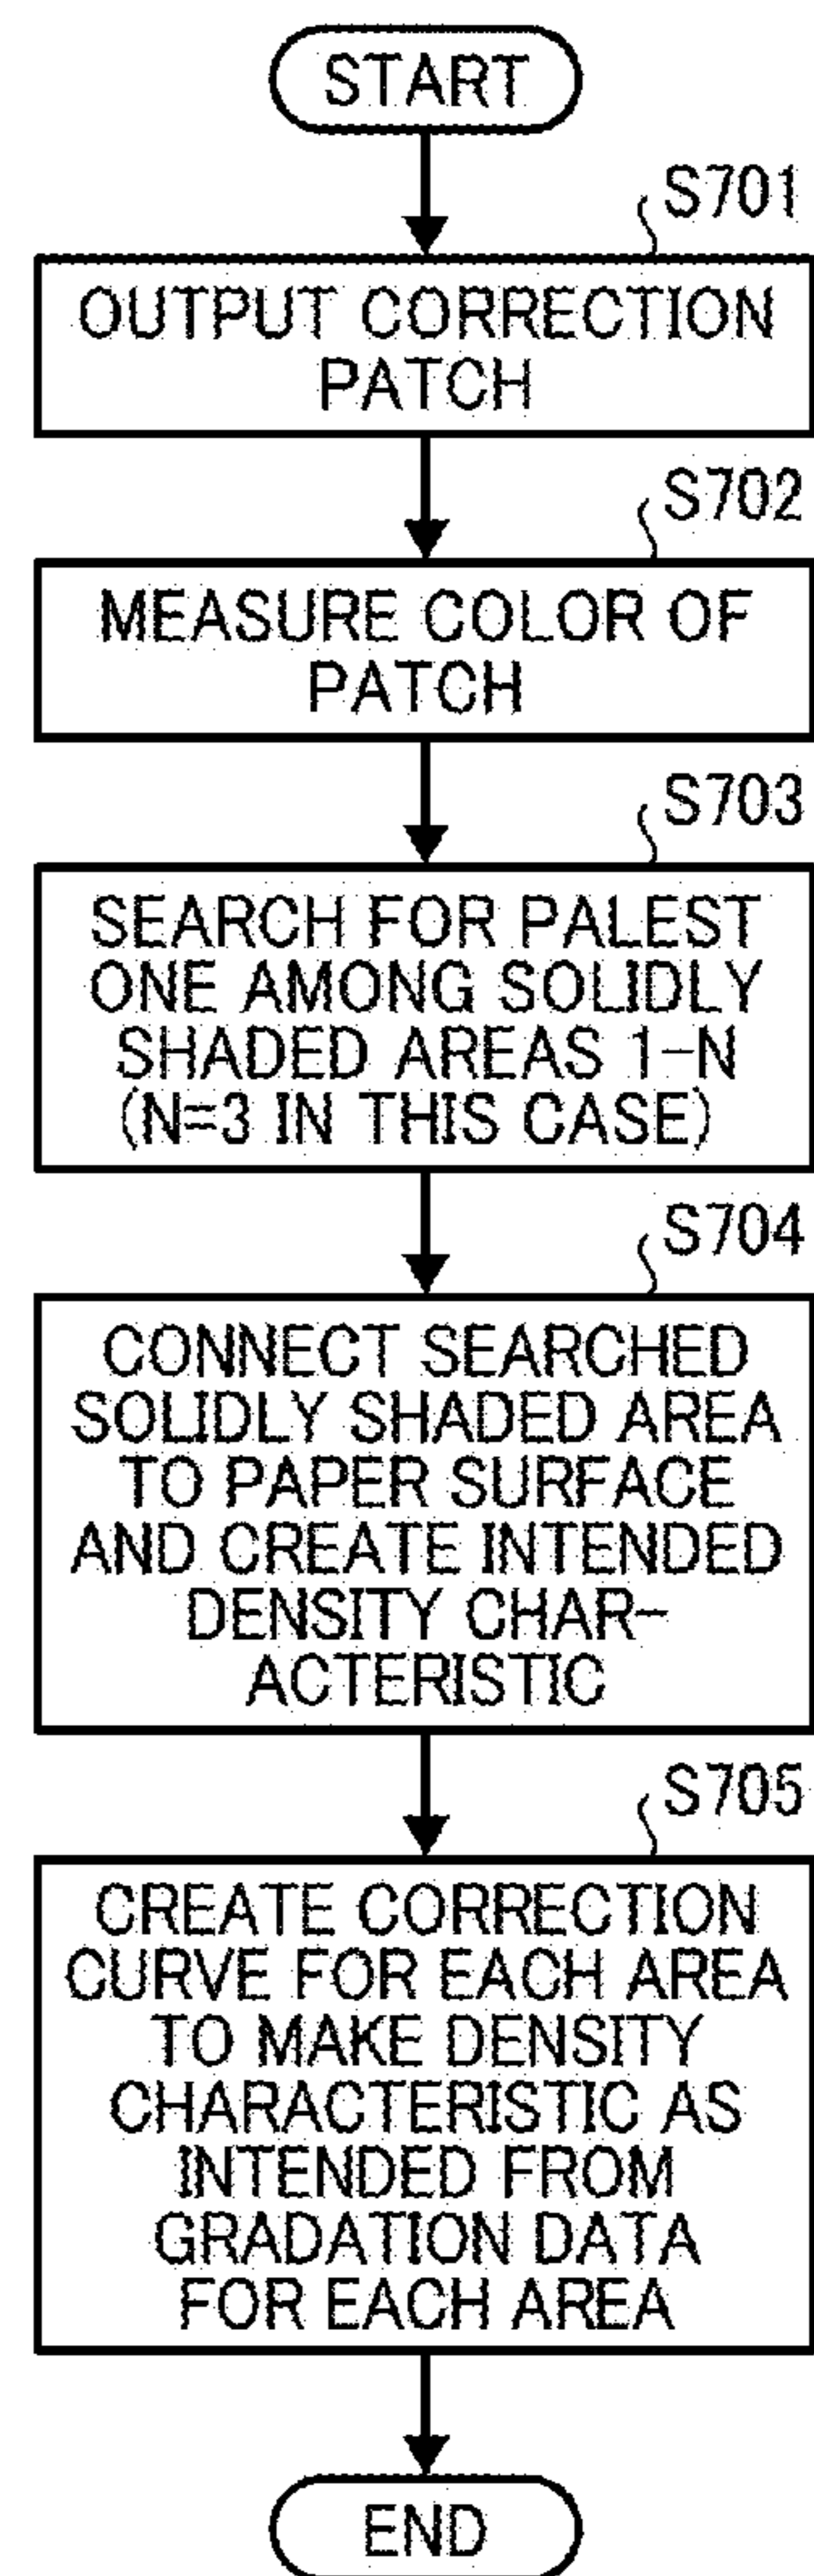 START
S701
OUTPUT CORRECTION
PATCH
S702
MEASURE COLOR OF
PATCH
S703
SEARCH FOR PALEST
ONE AMONG SOLIDLY
SHADED AREAS 1-N
(N=3 IN THIS CASE)
S704
CONNECT SEARCHED
SOLIDLY SHADED AREA
TO PAPER SURFACE
AND CREATE INTENDED
DENSITY CHAR-
ACTERISTIC
S705
CREATE CORRECTION
CURVE FOR EACH AREA
TO MAKE DENSITY
CHARACTERISTIC AS
INTENDED FROM
GRADATION DATA
FOR EACH AREA
END